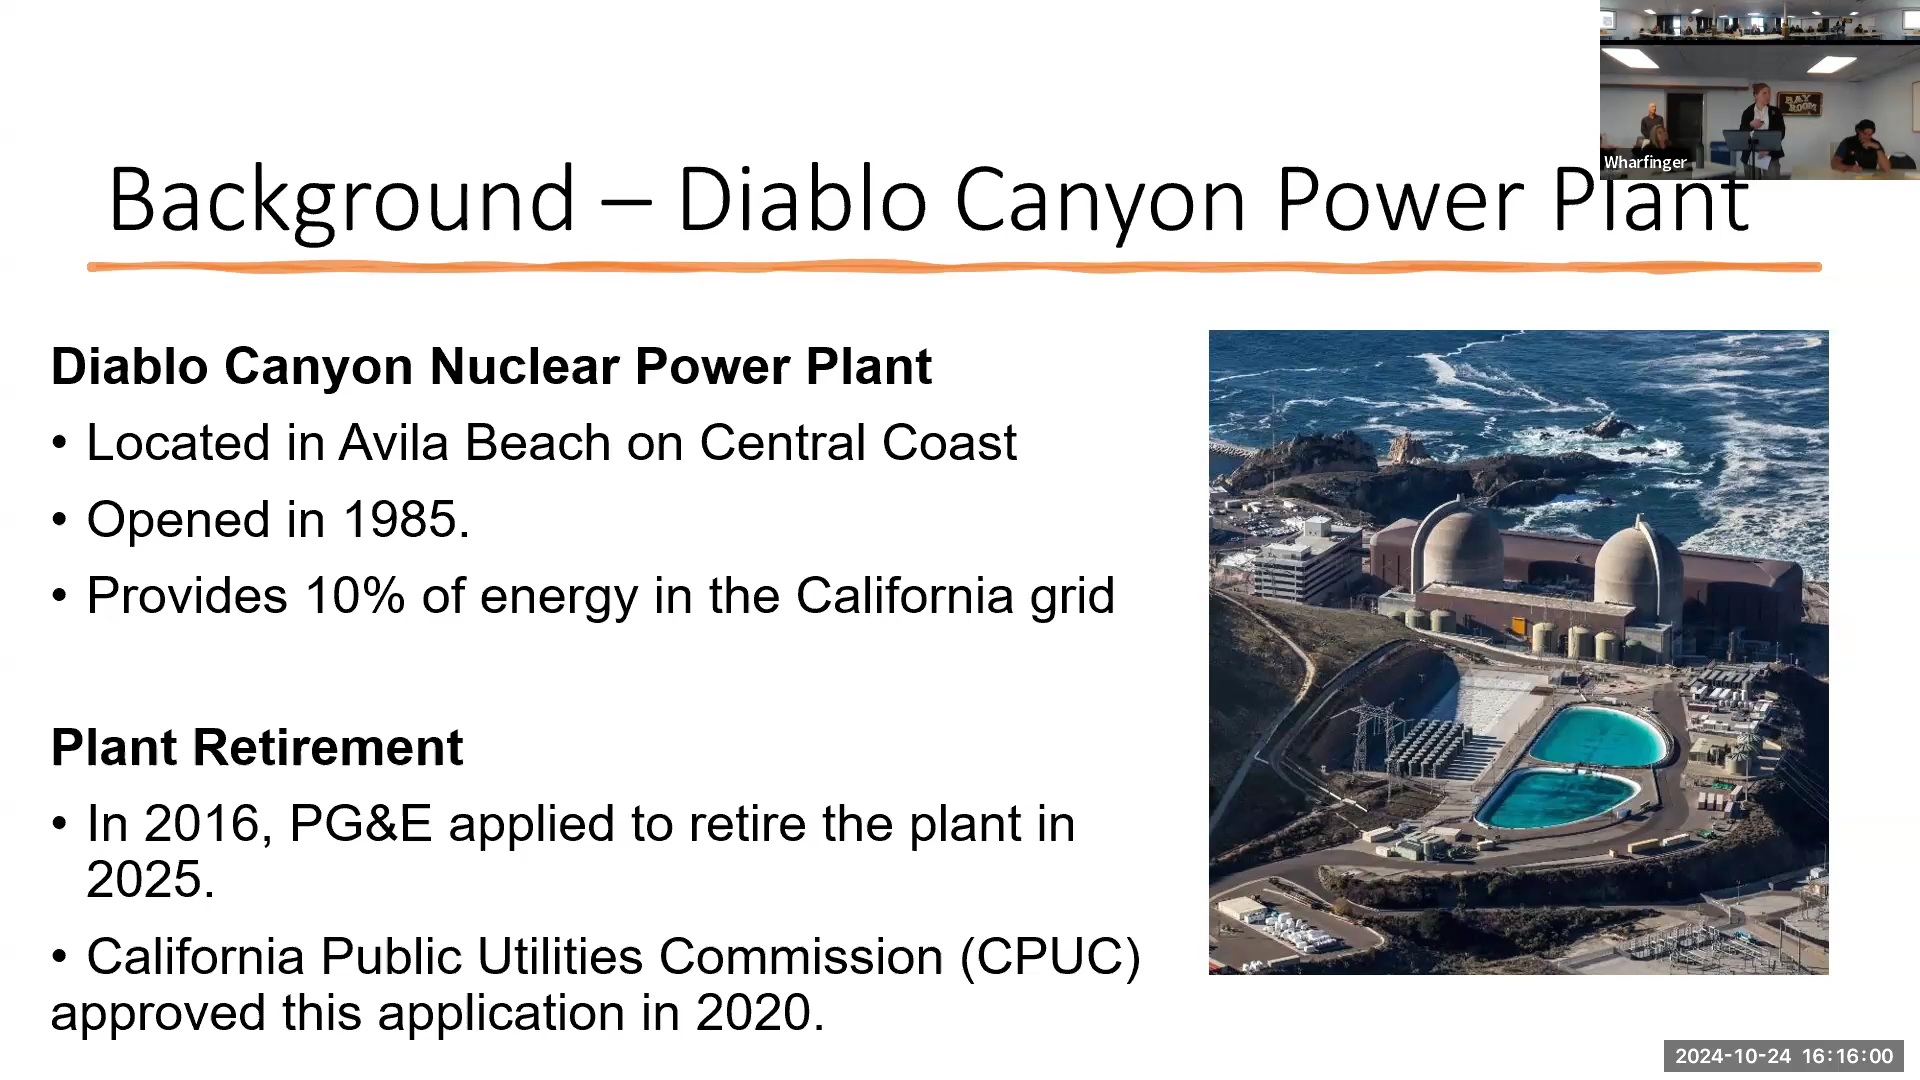 BAY
ROOM
Wharfinger
Background – Diablo Canyon Power Plant
Diablo Canyon Nuclear Power Plant
• Located in Avila Beach on Central Coast
• Opened in 1985.
• Provides 10% of energy in the California grid
Plant Retirement
• In 2016, PG&E applied to retire the plant in
2025.
• California Public Utilities Commission (CPUC)
approved this application in 2020.
2024-10-24 16:16:00